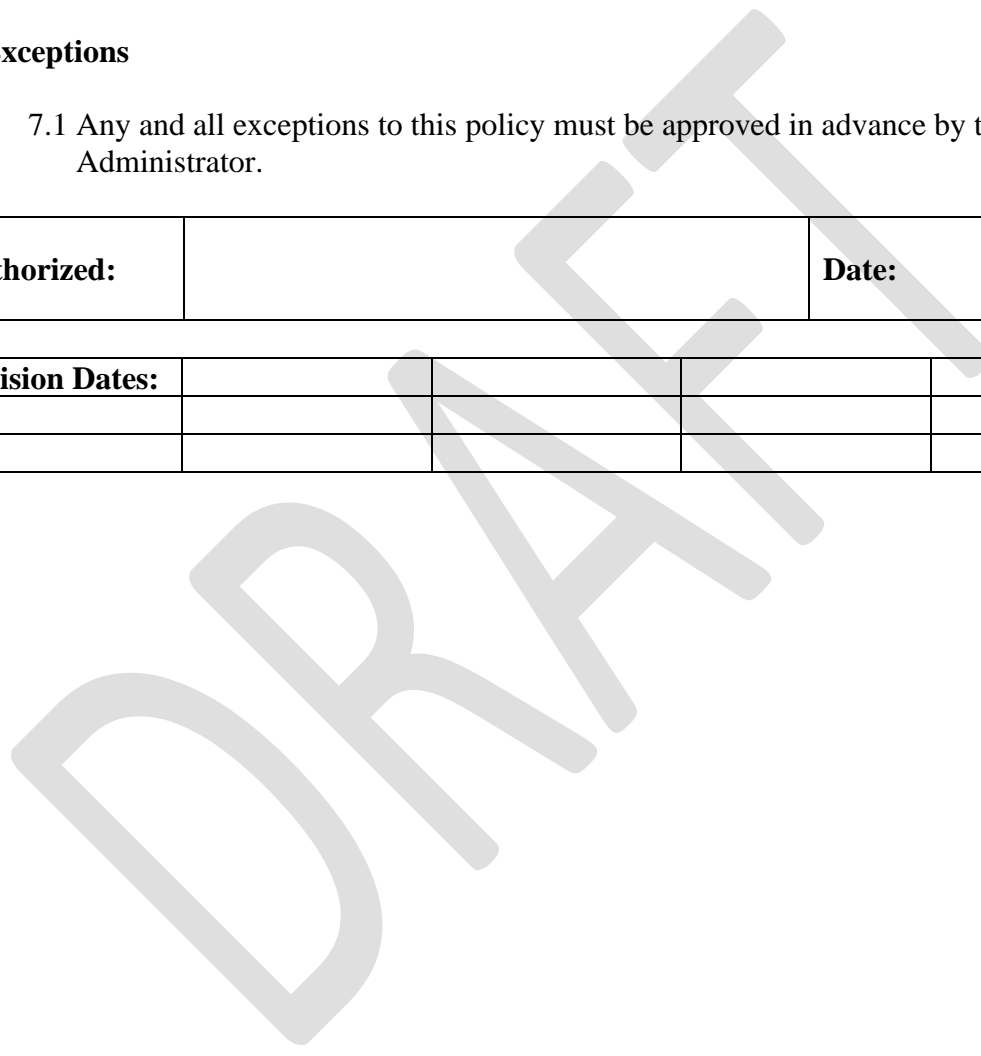 xceptions
7.1 Any and all exceptions to this policy must be approved in advance by t
Administrator.
thorized: Date:
ision Dates:
DRAFT